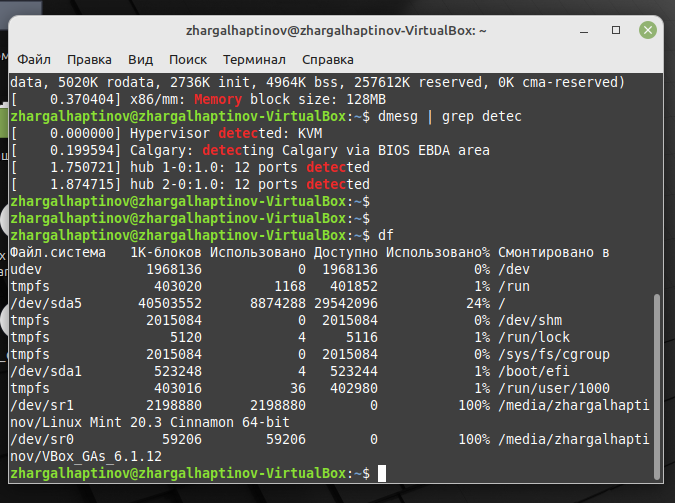 zhargalhaptinov@zhargalhaptinov-VirtualBox: ~
Файл Правка Вид Поиск Терминал Справка
data, 5020K rodata, 2736K init, 4964K bss, 257612K reserved, 0K cma-reserved)
[    0.370404] x86/mm: Memory block size: 128MB
zhargalhaptinov@zhargalhaptinov-VirtualBox:~$ dmesg | grep detec
[    0.000000] Hypervisor detected: KVM
[    0.199594] Calgary: detecting Calgary via BIOS EBDA area
[    1.750721] hub 1-0:1.0: 12 ports detected
[    1.874715] hub 2-0:1.0: 12 ports detected
zhargalhaptinov@zhargalhaptinov-VirtualBox:~$
zhargalhaptinov@zhargalhaptinov-VirtualBox:~$
zhargalhaptinov@zhargalhaptinov-VirtualBox:~$ df
Файл.система   1K-блоков Использовано Доступно Использовано% Смонтировано в
udev             1968136            0  1968136            0% /dev
tmpfs             403020         1168   401852            1% /run
/dev/sda5       40503552      8874288 29542096           24% /
tmpfs            2015084            0  2015084            0% /dev/shm
tmpfs               5120            4     5116            1% /run/lock
tmpfs            2015084            0  2015084            0% /sys/fs/cgroup
/dev/sda1         523248            4   523244            1% /boot/efi
tmpfs             403016           36   402980            1% /run/user/1000
/dev/sr1         2198880      2198880        0          100% /media/zhargalhapti
nov/Linux Mint 20.3 Cinnamon 64-bit
/dev/sr0           59206        59206        0          100% /media/zhargalhapti
nov/VBox_GAs_6.1.12
zhargalhaptinov@zhargalhaptinov-VirtualBox:~$